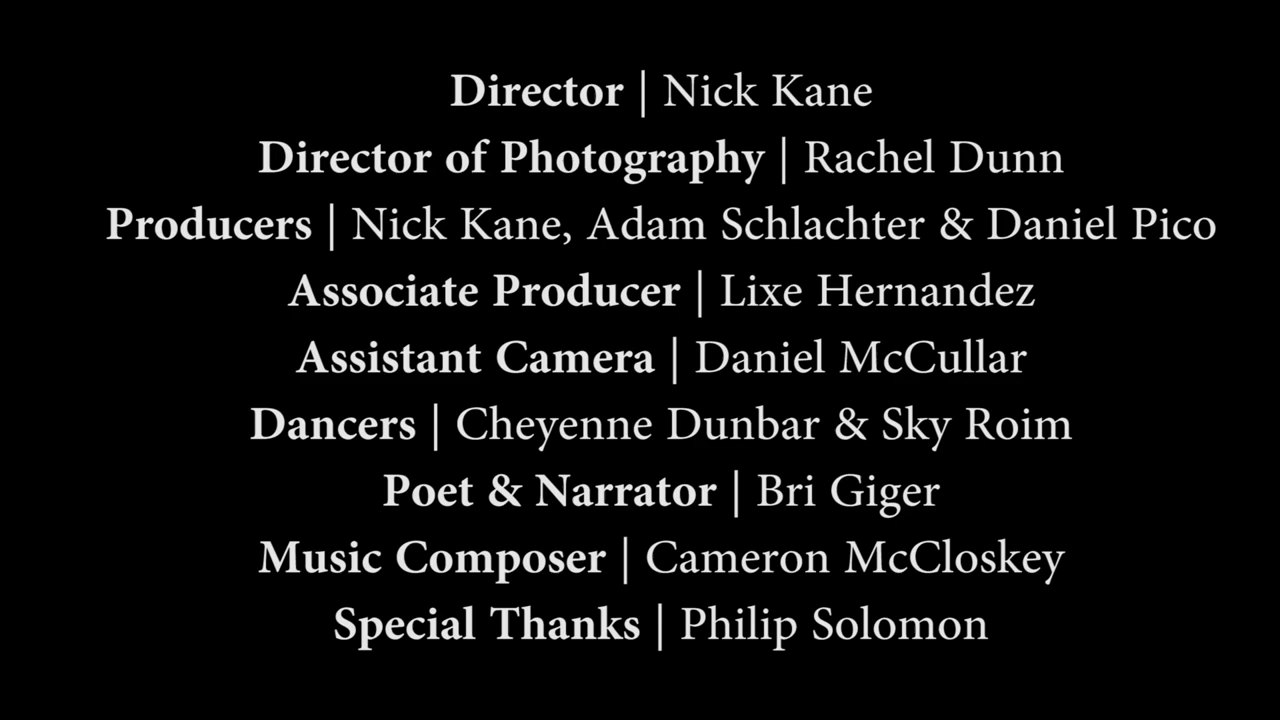 Director | Nick Kane
Director of Photography | Rachel Dunn
Producers | Nick Kane, Adam Schlachter & Daniel Pico
Associate Producer | Lixe Hernandez
Assistant Camera | Daniel McCullar
Dancers | Cheyenne Dunbar & Sky Roim
Poet & Narrator | Bri Giger
Music Composer | Cameron McCloskey
Special Thanks | Philip Solomon